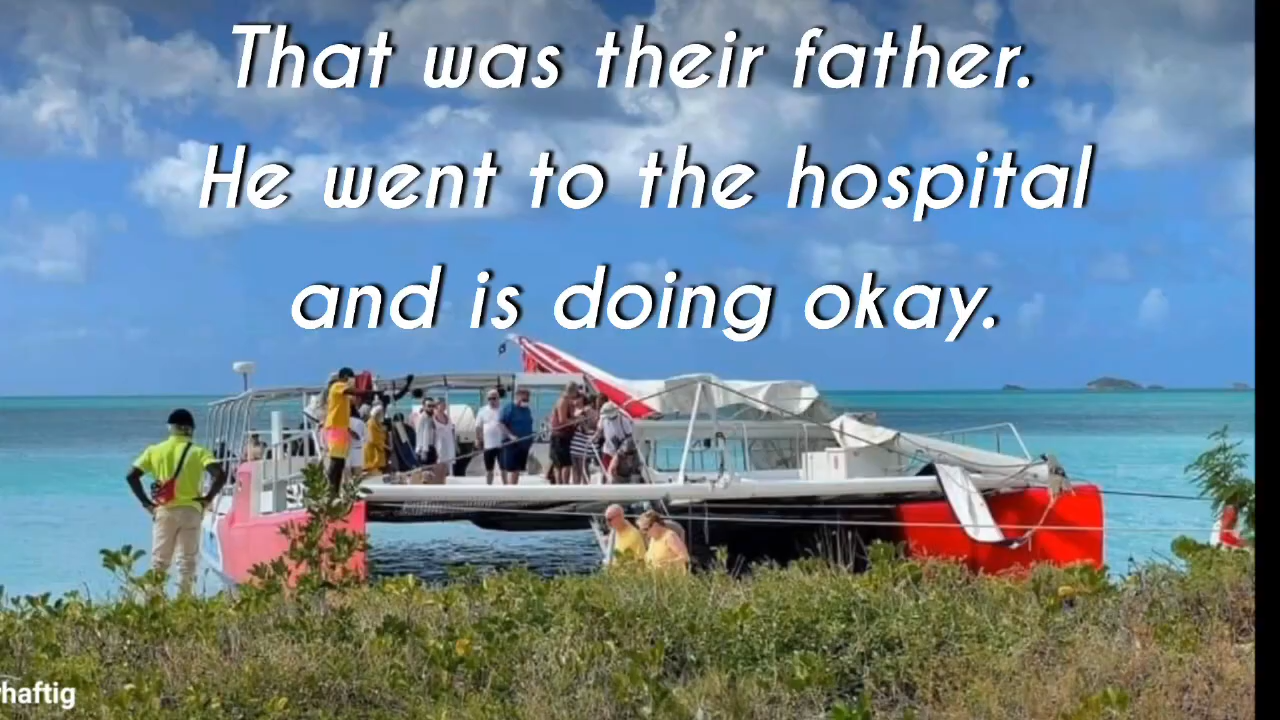 That was their father.
He went to the hospital
and is doing okay.
haftig